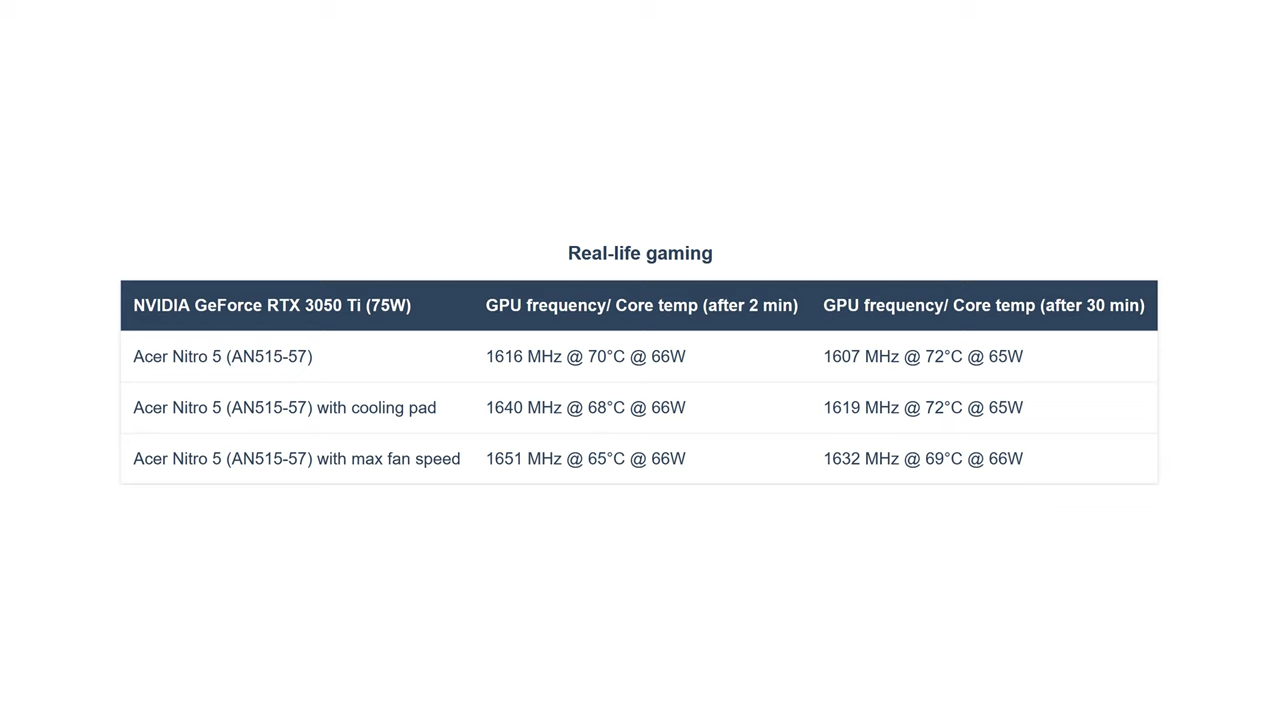 Real-life gaming
NVIDIA GeForce RTX 3050 Ti (75W) GPU frequency/ Core temp (after 2 min) GPU frequency/ Core temp (after 30 min)
Acer Nitro 5 (AN515-57) 1616 MHz @ 70°C @ 66W 1607 MHz @ 72°C @ 65W
Acer Nitro 5 (AN515-57) with cooling pad 1640 MHz @ 68°C @ 66W 1619 MHz @ 72°C @ 65W
Acer Nitro 5 (AN515-57) with max fan speed 1651 MHz @ 65°C @ 66W 1632 MHz @ 69°C @ 66W